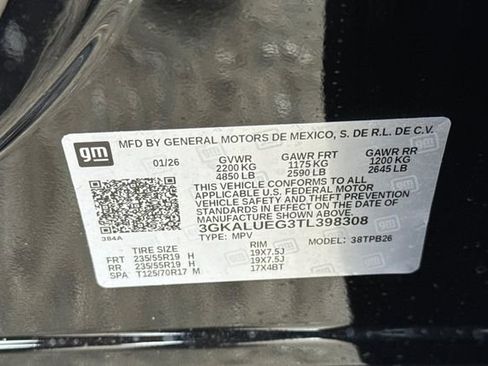 gm
MFD BY GENERAL MOTORS DE MEXICO, S. DE R.L. DE C.V.
01/26 GVWR GAWR FRT GAWR RR
2200 KG 1175 KG 1200 KG
4850 LB 2590 LB 2645 LB
THIS VEHICLE CONFORMS TO ALL
APPLICABLE U.S. FEDERAL MOTOR
VEHICLE SAFETY, BUMPER, AND
THEFT PREVENTION STANDARDS
IN EFFECT ON THE DATE OF
MANUFACTURE SHOWN ABOVE.
3GKALUEG3TL398308
TYPE: MPV MODEL: 38TPB26
3B4A
TIRE SIZE RIM
FRT 235/55R19 H 19X7.5J
RR 235/55R19 H 19X7.5J
SPA T125/70R17 M 17X4BT